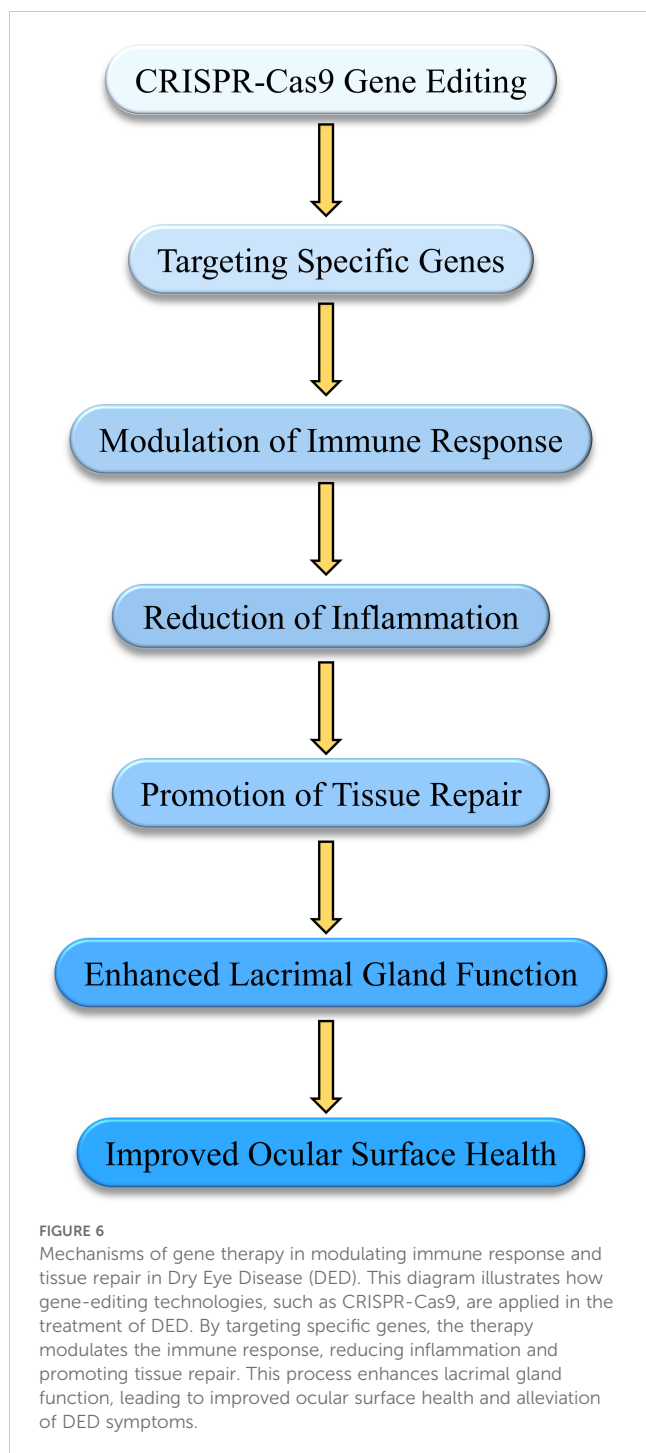 CRISPR-Cas9 Gene Editing
Targeting Specific Genes
Modulation of Immune Response
Reduction of Inflammation
Promotion of Tissue Repair
Enhanced Lacrimal Gland Function
Improved Ocular Surface Health
FIGURE 6
Mechanisms of gene therapy in modulating immune response and
tissue repair in Dry Eye Disease (DED). This diagram illustrates how
gene-editing technologies, such as CRISPR-Cas9, are applied in the
treatment of DED. By targeting specific genes, the therapy
modulates the immune response, reducing inflammation and
promoting tissue repair. This process enhances lacrimal gland
function, leading to improved ocular surface health and alleviation
of DED symptoms.